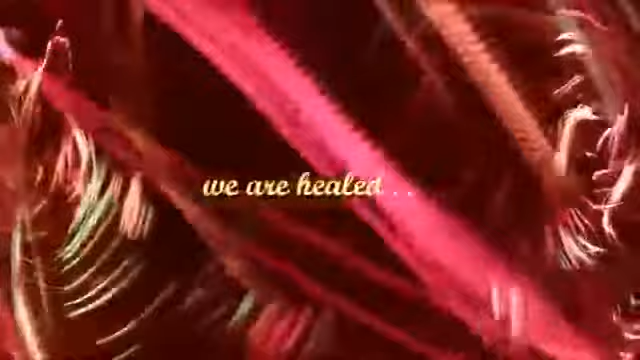 we are healed . . .